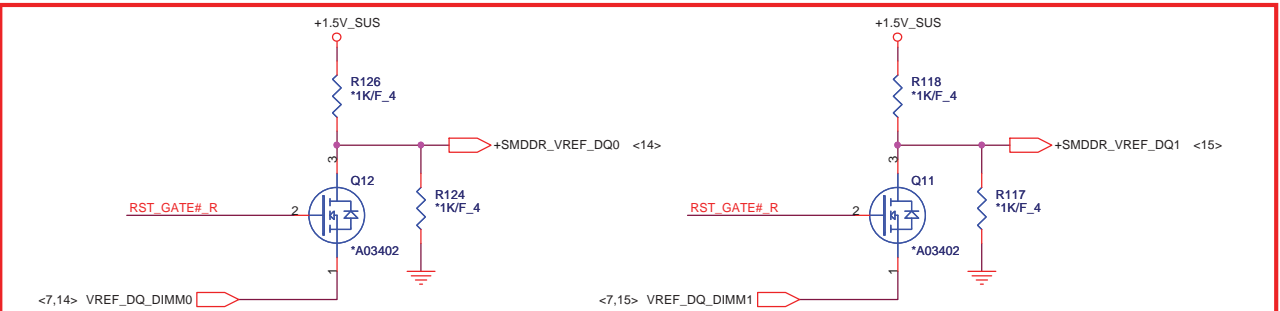 +1.5V_SUS
R126
*1K/F_4
+SMDDR_VREF_DQ0 <14>
3
Q12
R124
*1K/F_4
RST_GATE#_R
2
*A03402
1
<7,14> VREF_DQ_DIMM0
+1.5V_SUS
R118
*1K/F_4
+SMDDR_VREF_DQ1 <15>
3
Q11
R117
*1K/F_4
RST_GATE#_R
2
*A03402
1
<7,15> VREF_DQ_DIMM1